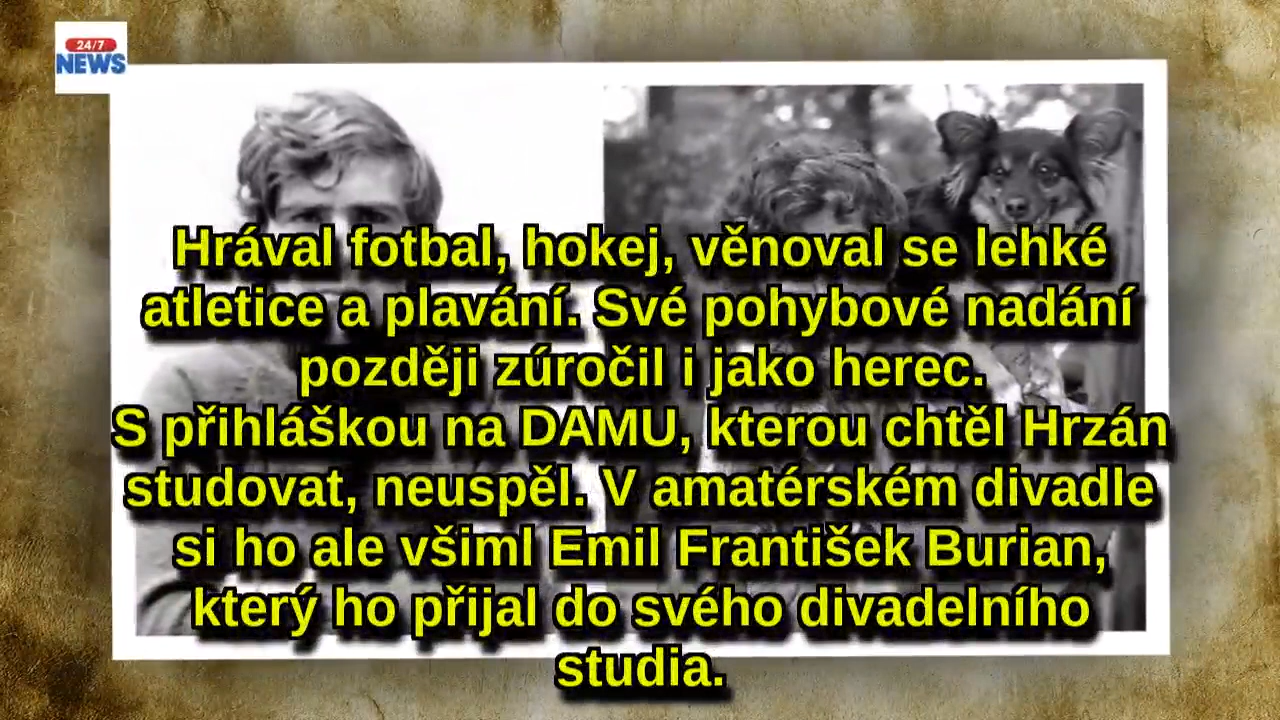 24/7
NEWS
Hrával fotbal, hokej, věnoval se lehké
atletice a plavání. Své pohybové nadání
později zúročil i jako herec.
S přihláškou na DAMU, kterou chtěl Hrzán
studovat, neuspěl. V amatérském divadle
si ho ale všiml Emil František Burian,
který ho přijal do svého divadelního
studia.